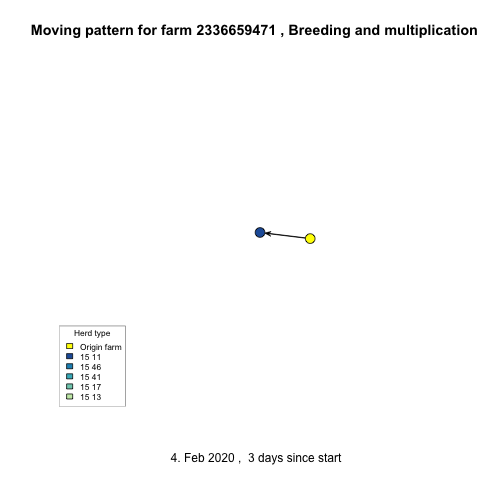 Moving pattern for farm 2336659471 , Breeding and multiplication
Herd type
Origin farm
15 11
15 46
15 41
15 17
15 13
4. Feb 2020 ,  3 days since start